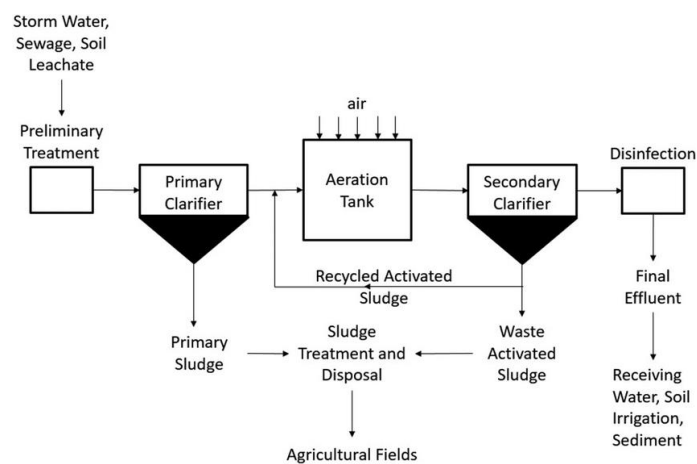 Storm Water,
Sewage, Soil
Leachate
Preliminary
Treatment
Primary
Clarifier
air
Aeration
Tank
Secondary
Clarifier
Disinfection
Recycled Activated
Sludge
Final
Effluent
Primary
Sludge
Sludge
Treatment and
Disposal
Waste
Activated
Sludge
Receiving
Water, Soil
Irrigation,
Sediment
Agricultural Fields